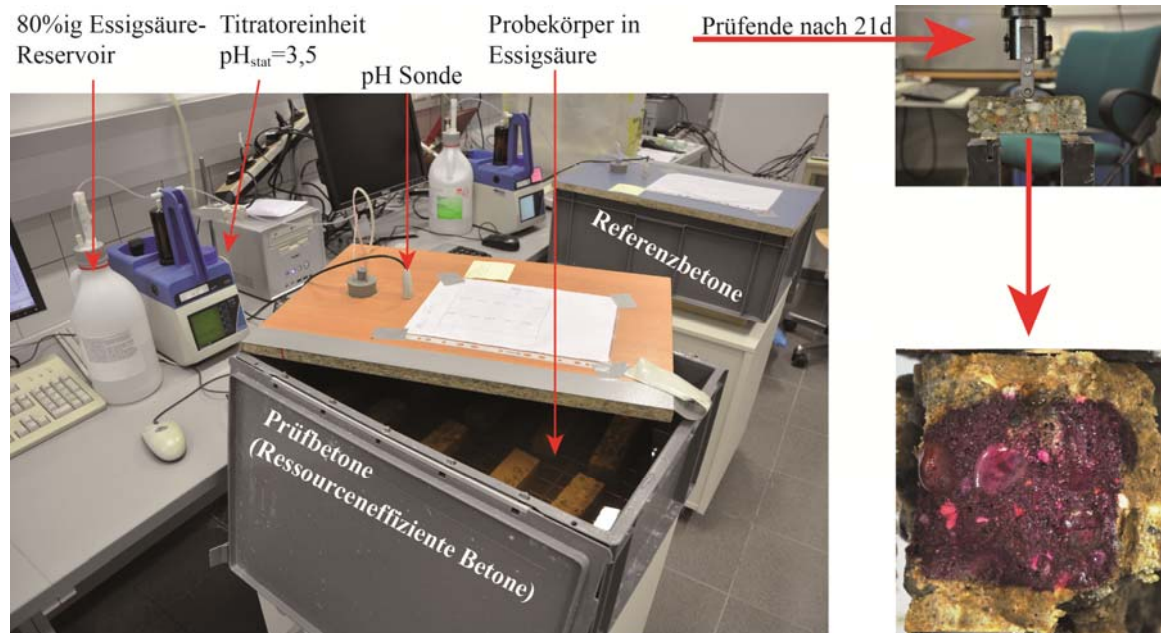 80%ig Essigsäure-
Reservoir
Titratoreinheit
pHstat=3,5
pH Sonde
Probekörper in
Essigsäure
Prüfende nach 21d
Referenzbetone
Prüfbetone
(Ressourceneffiziente Betone)